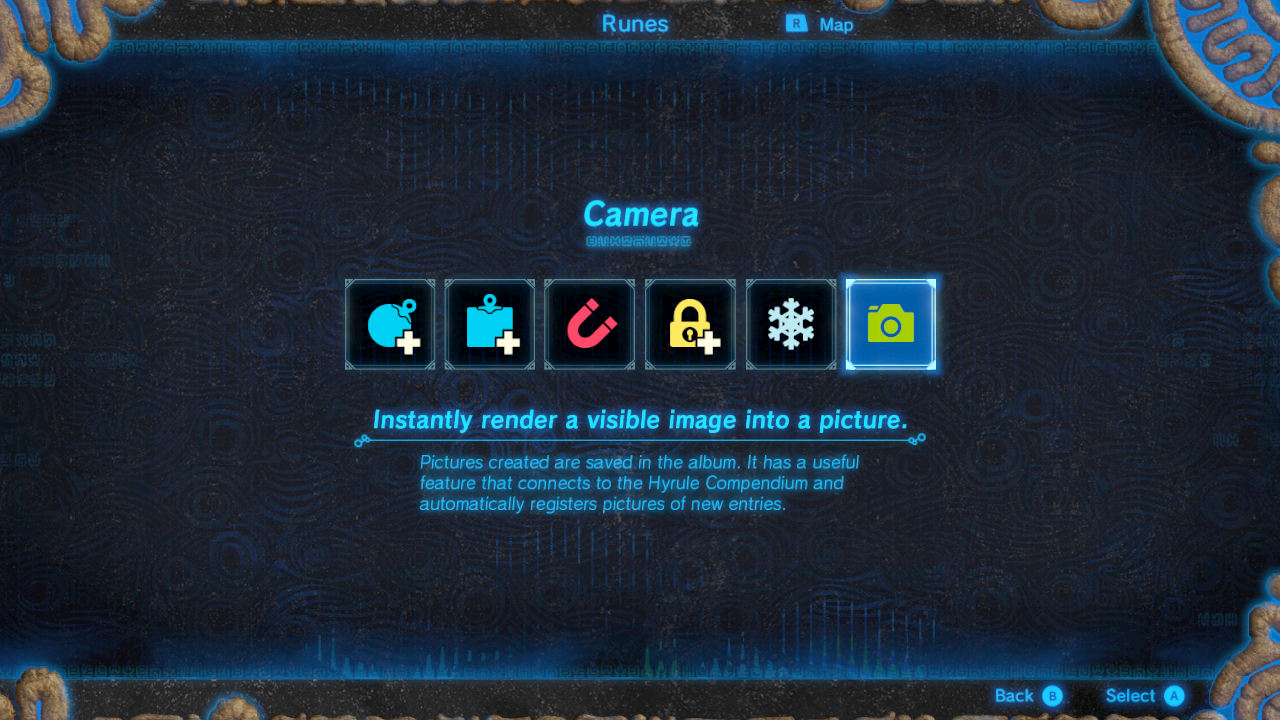 Runes
R Map
Camera
Instantly render a visible image into a picture.
Pictures created are saved in the album. It has a useful
feature that connects to the Hyrule Compendium and
automatically registers pictures of new entries.
Back B Select A